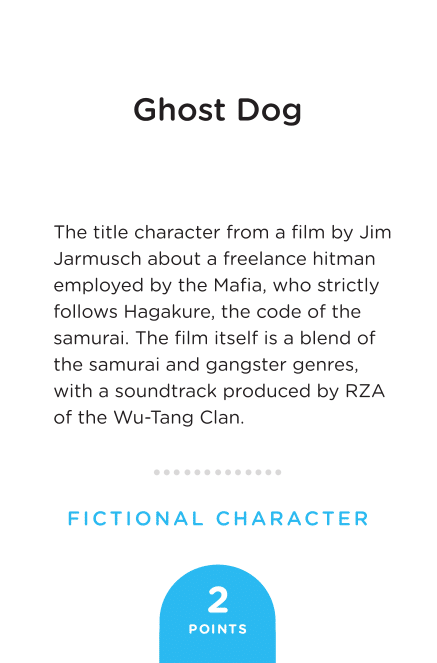 Ghost Dog
The title character from a film by Jim
Jarmusch about a freelance hitman
employed by the Mafia, who strictly
follows Hagakure, the code of the
samurai. The film itself is a blend of
the samurai and gangster genres,
with a soundtrack produced by RZA
of the Wu-Tang Clan.
FICTIONAL CHARACTER
2
POINTS